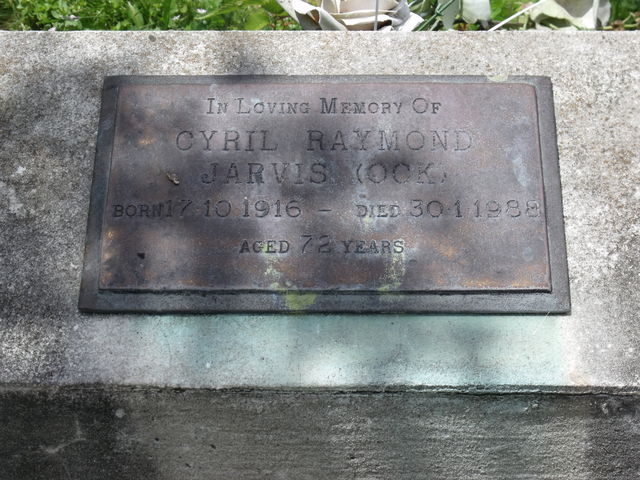 In Loving Memory Of
CYRIL RAYMOND
JARVIS (OCK)
BORN 17·10·1916 – DIED 30·1·1988
AGED 72 YEARS